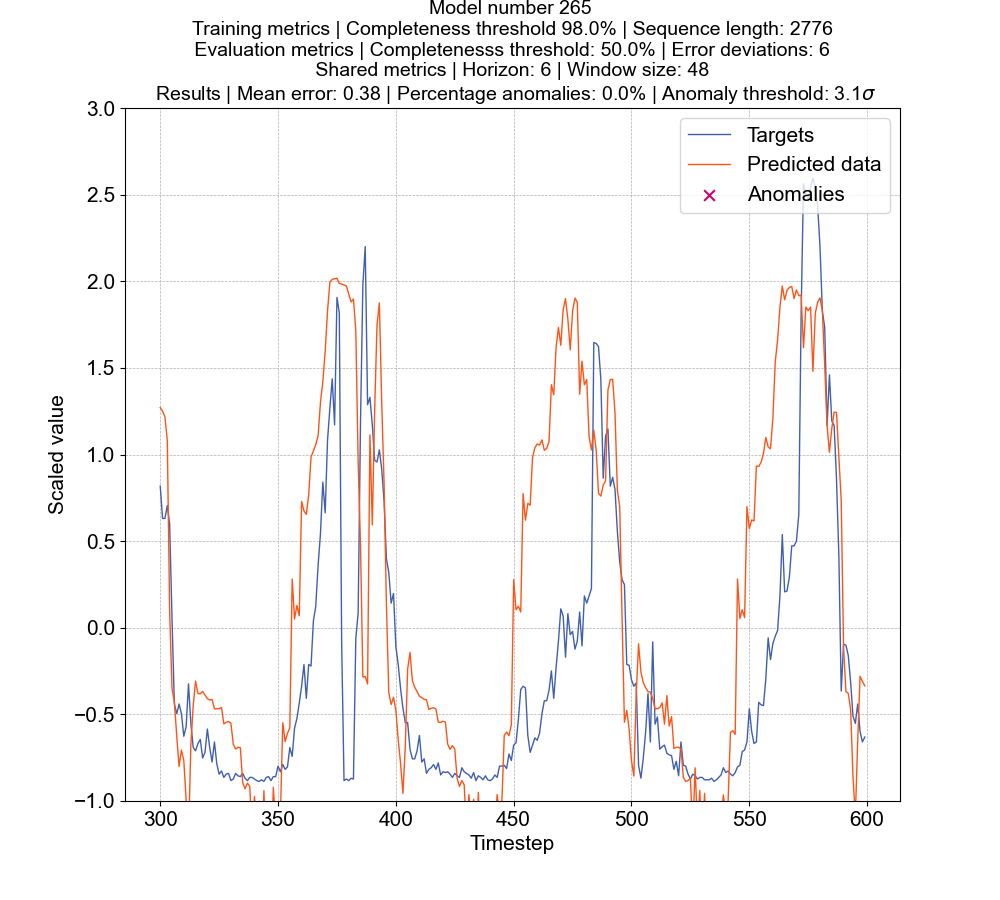 Model number 265
Training metrics | Completeness threshold 98.0% | Sequence length: 2776
Evaluation metrics | Completenesss threshold: 50.0% | Error deviations: 6
Shared metrics | Horizon: 6 | Window size: 48
Results | Mean error: 0.38 | Percentage anomalies: 0.0% | Anomaly threshold: 3.1σ
Targets
Predicted data
Anomalies
3.0
2.5
2.0
1.5
1.0
0.5
0.0
−0.5
−1.0
Scaled value
300
350
400
450
500
550
600
Timestep